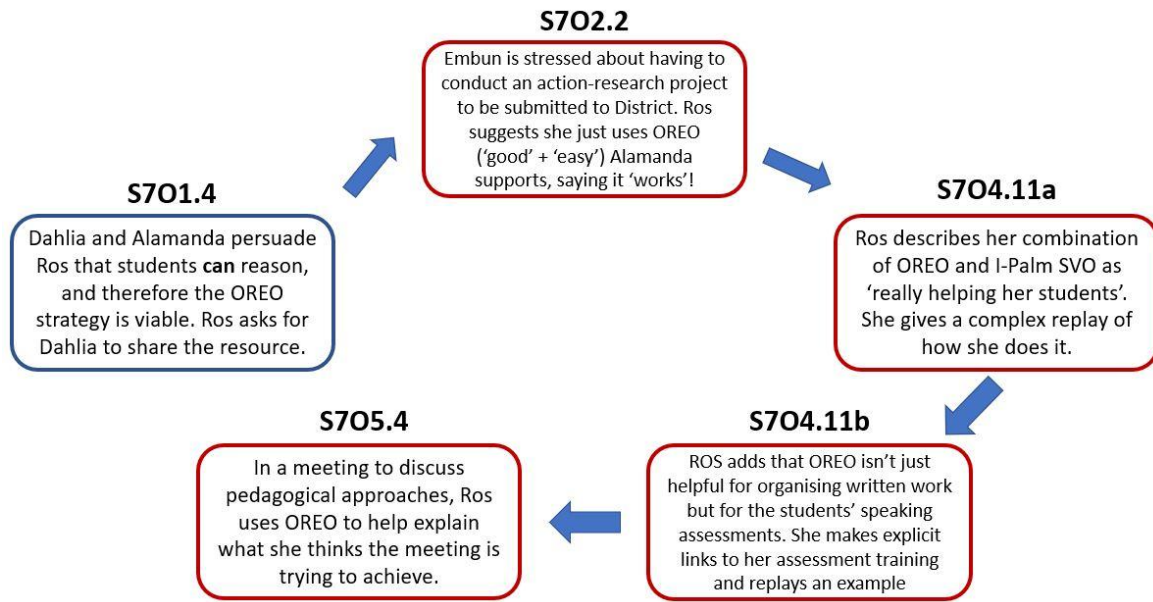 S7O2.2
Embun is stressed about having to
conduct an action-research project
to be submitted to District. Ros
suggests she just uses OREO
(‘good’ + ‘easy’) Alamanda
supports, saying it ‘works’!
S7O1.4
Dahlia and Alamanda persuade
Ros that students can reason,
and therefore the OREO
strategy is viable. Ros asks for
Dahlia to share the resource.
S7O4.11a
Ros describes her combination
of OREO and I-Palm SVO as
‘really helping her students’.
She gives a complex replay of
how she does it.
S7O5.4
In a meeting to discuss
pedagogical approaches, Ros
uses OREO to help explain
what she thinks the meeting is
trying to achieve.
S7O4.11b
ROS adds that OREO isn’t just
helpful for organising written work
but for the students’ speaking
assessments. She makes explicit
links to her assessment training
and replays an example